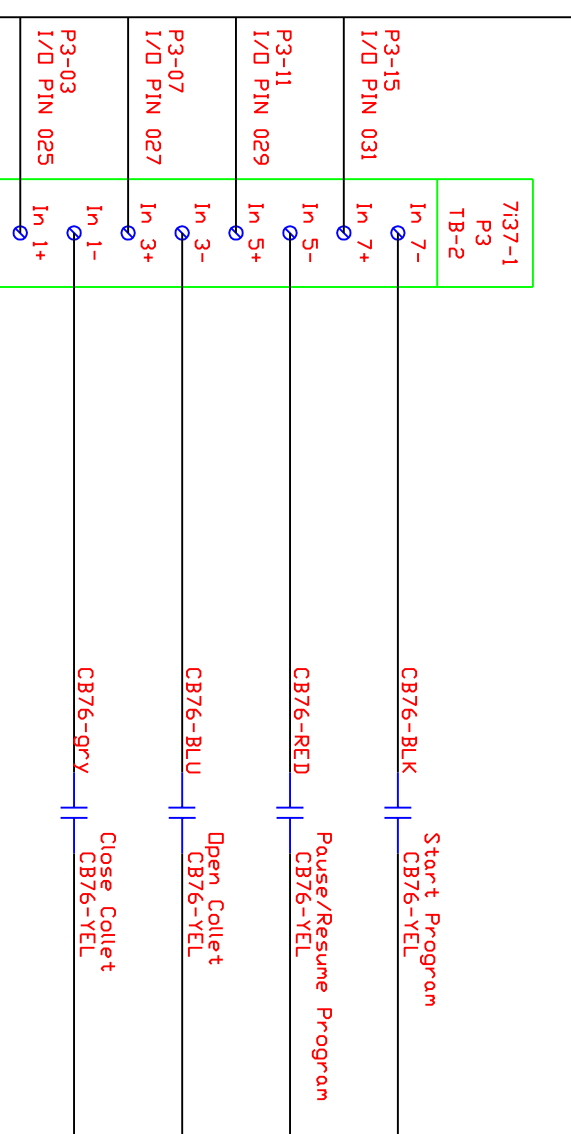 7i37-1
P3
TB-2
P3-15
I/O PIN 031
In 7-
In 7+
P3-11
I/O PIN 029
In 5-
In 5+
P3-07
I/O PIN 027
In 3-
In 3+
P3-03
I/O PIN 025
In 1-
In 1+
CB76-BLK
Start Program
CB76-YEL
CB76-RED
Pause/Resume Program
CB76-YEL
CB76-BLU
Open Collet
CB76-YEL
CB76-gry
Close Collet
CB76-YEL